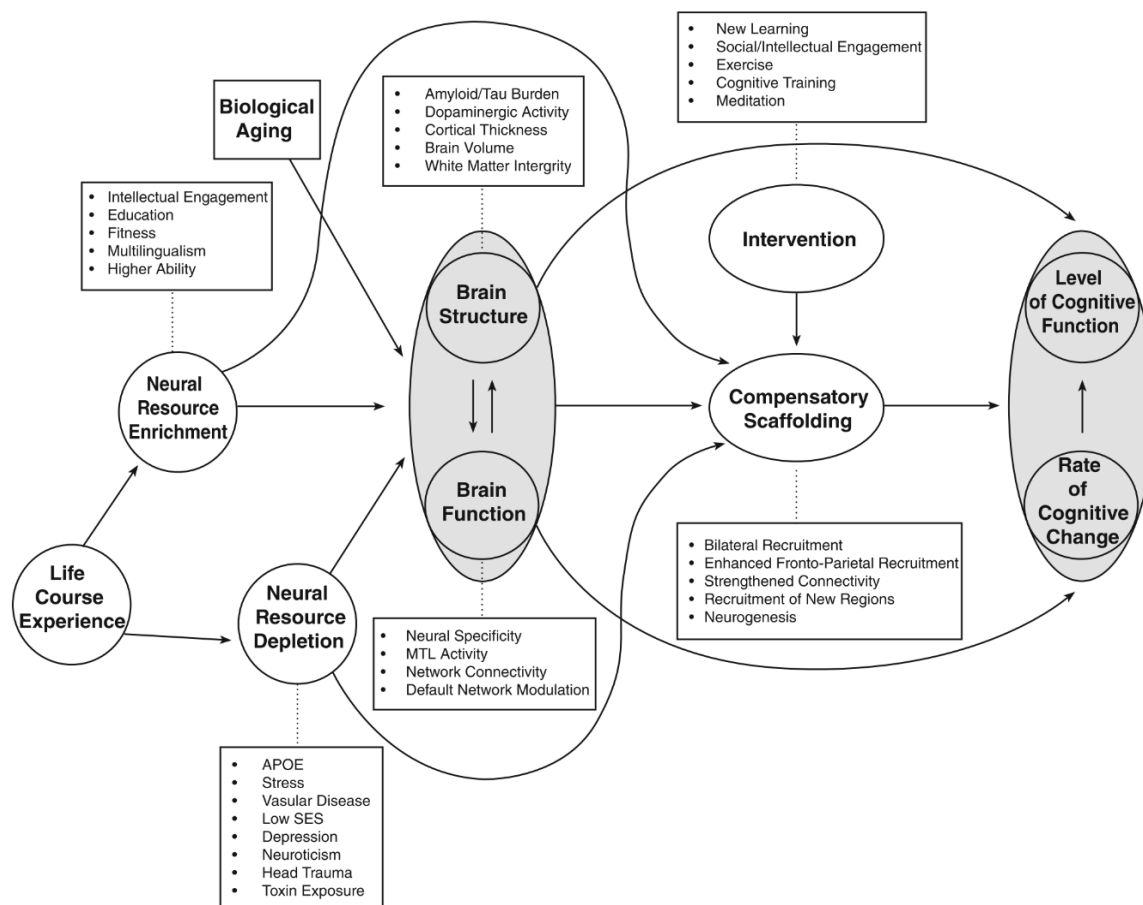 • New Learning
• Social/Intellectual Engagement
• Exercise
• Cognitive Training
• Meditation
Biological
Aging
• Amyloid/Tau Burden
• Dopaminergic Activity
• Cortical Thickness
• Brain Volume
• White Matter Intergrity
• Intellectual Engagement
• Education
• Fitness
• Multilingualism
• Higher Ability
Intervention
Brain
Structure
Level
of Cognitive
Function
Neural
Resource
Enrichment
Compensatory
Scaffolding
Brain
Function
Rate
of
Cognitive
Change
Life
Course
Experience
Neural
Resource
Depletion
• Bilateral Recruitment
• Enhanced Fronto-Parietal Recruitment
• Strengthened Connectivity
• Recruitment of New Regions
• Neurogenesis
• Neural Specificity
• MTL Activity
• Network Connectivity
• Default Network Modulation
• APOE
• Stress
• Vasular Disease
• Low SES
• Depression
• Neuroticism
• Head Trauma
• Toxin Exposure